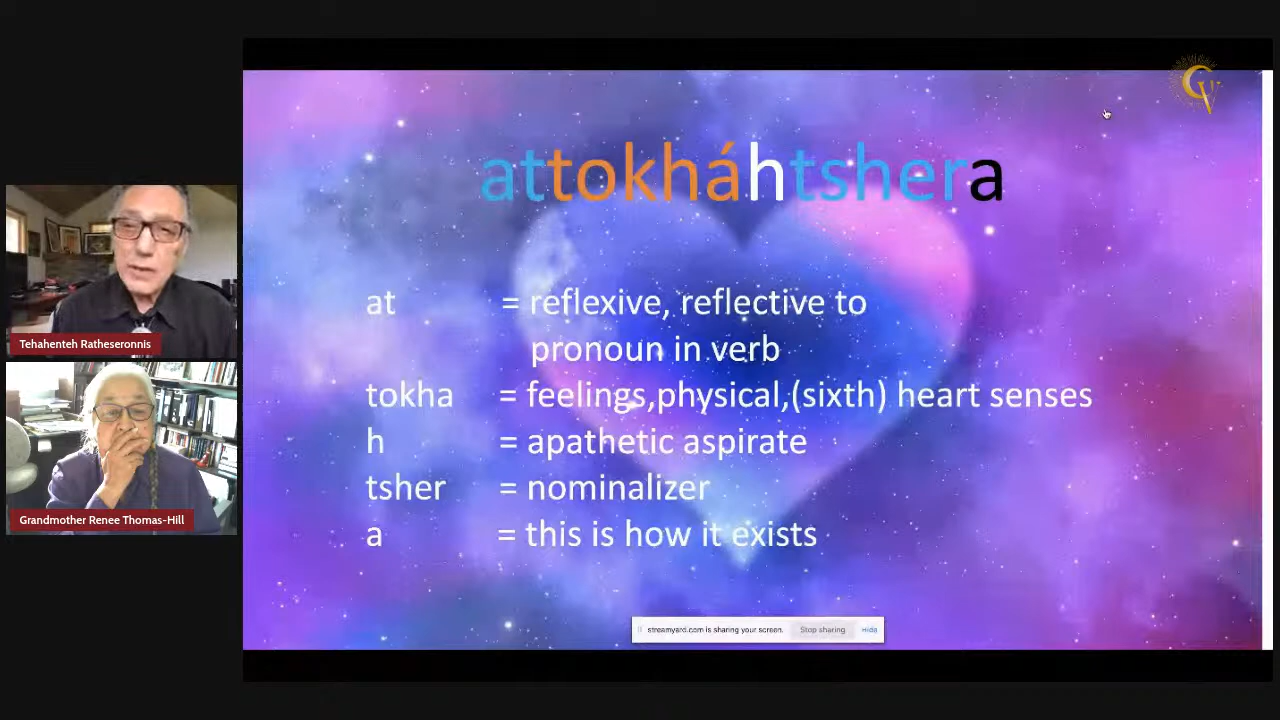 attokháhtshera
at = reflexive, reflective to
pronoun in verb
tokha = feelings,physical,(sixth) heart senses
h = apathetic aspirate
tsher = nominalizer
a = this is how it exists
Tehahenteh Ratheseronnis
Grandmother Renee Thomas-Hill
streamyard.com is sharing your screen. Stop sharing Hide